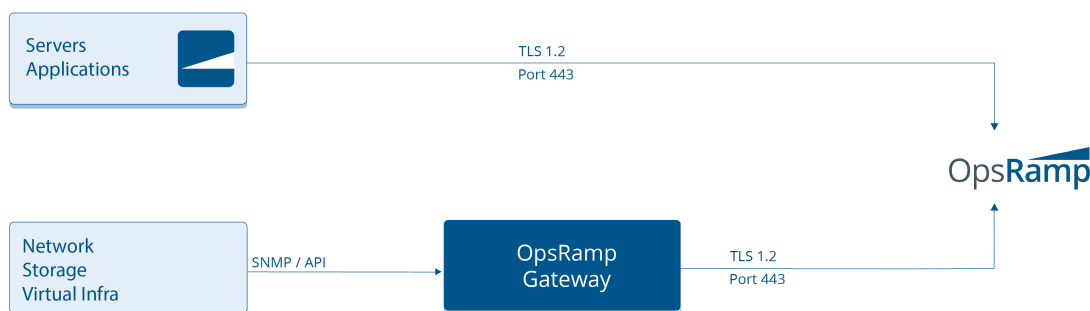 Servers
Applications
TLS 1.2
Port 443
OpsRamp
Network
Storage
Virtual Infra
SNMP / API
OpsRamp
Gateway
TLS 1.2
Port 443